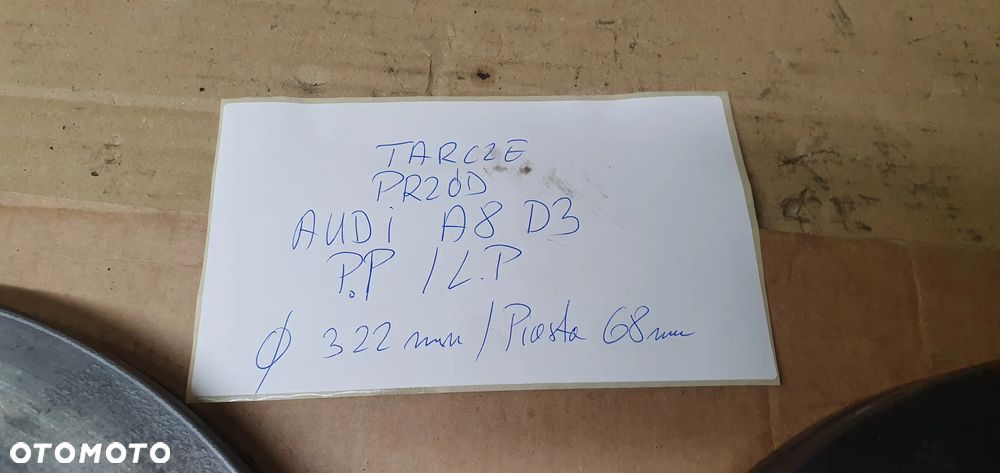 TARCZE
PRZÓD
AUDi A8 D3
P.P / L.P
Ø 322 mm / Piasta 68 mm
OTOMOTO